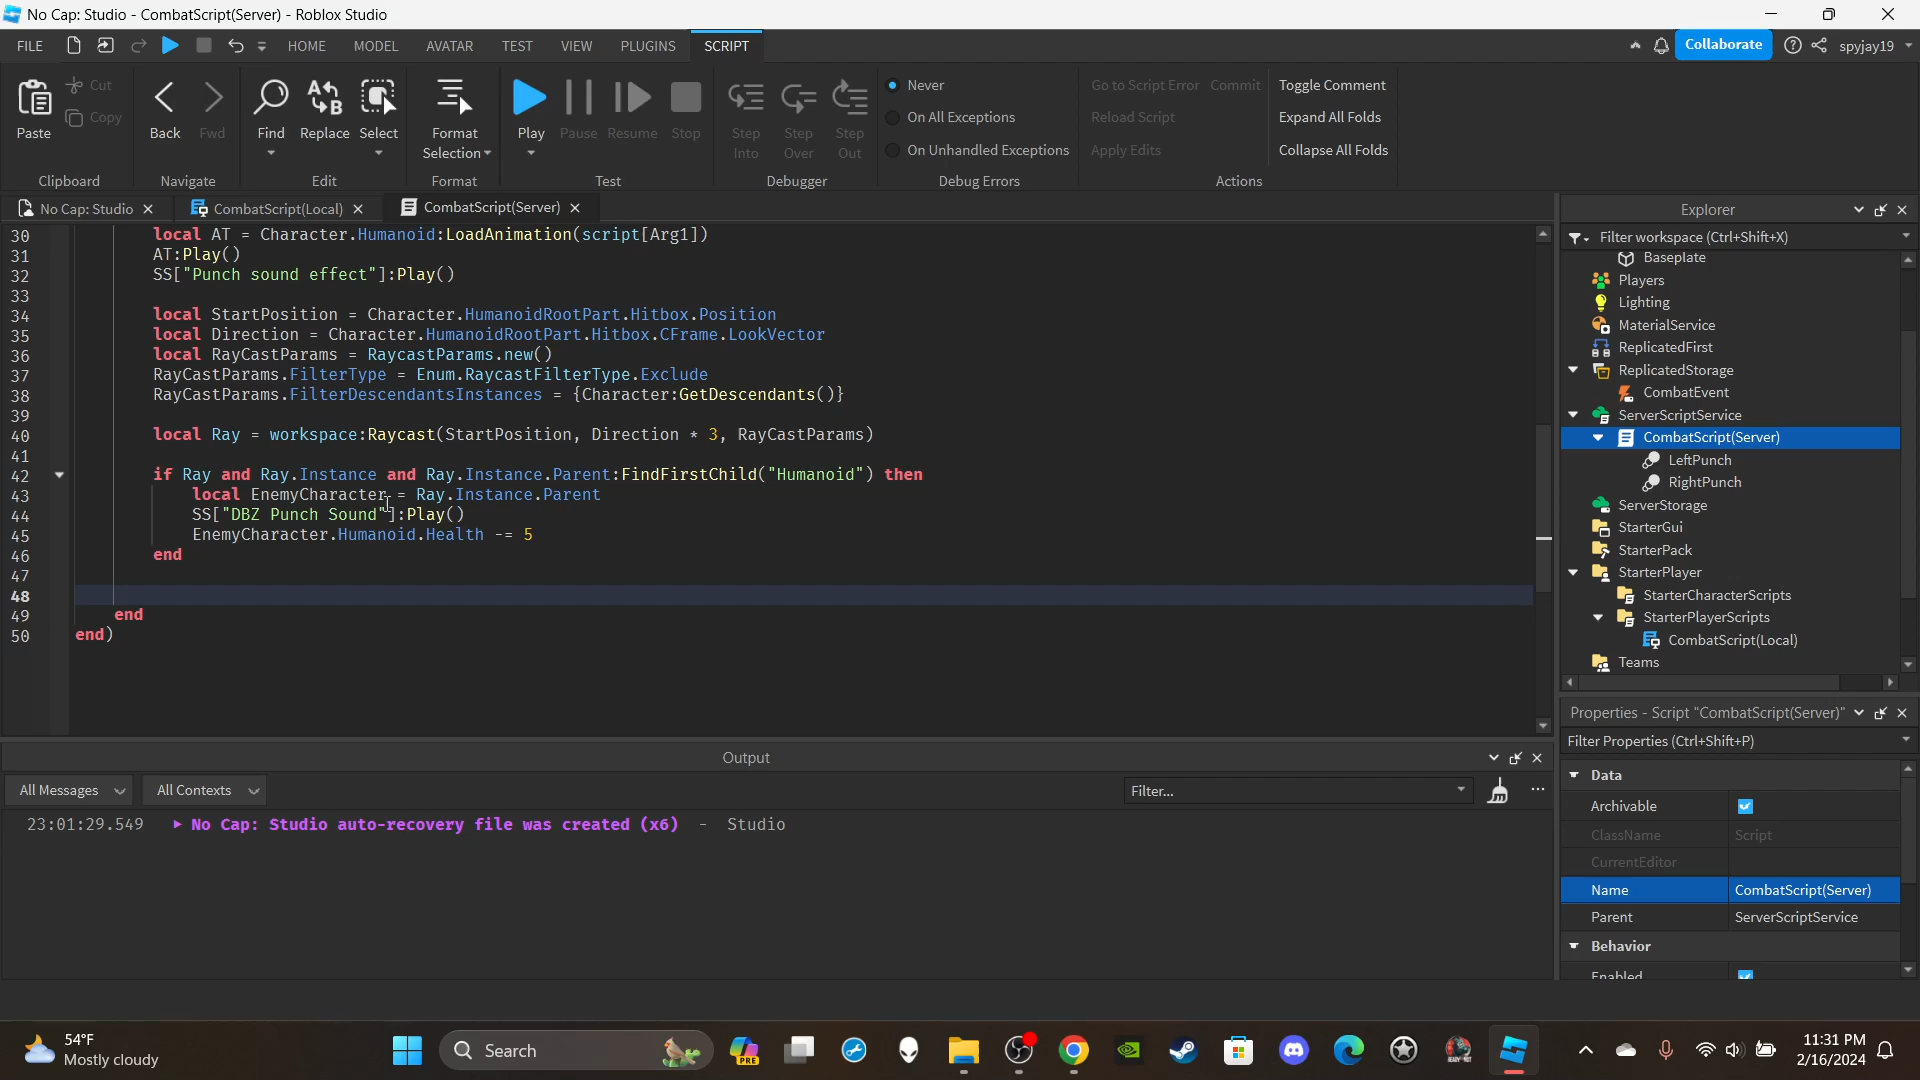 No Cap: Studio - CombatScript(Server) - Roblox Studio
FILE HOME MODEL AVATAR TEST VIEW PLUGINS SCRIPT Collaborate spyjay19
Paste Cut Copy Back Fwd Find Replace Select Format Selection Play Pause Resume Stop Step Into Step Over Step Out
Never
On All Exceptions
On Unhandled Exceptions
Go to Script Error Commit
Reload Script
Apply Edits
Toggle Comment
Expand All Folds
Collapse All Folds
Clipboard Navigate Edit Format Test Debugger Debug Errors Actions
No Cap: Studio CombatScript(Local) CombatScript(Server)
30 local AT = Character.Humanoid:LoadAnimation(script[Arg1])
31 AT:Play()
32 SS["Punch sound effect"]:Play()
33
34 local StartPosition = Character.HumanoidRootPart.Hitbox.Position
35 local Direction = Character.HumanoidRootPart.Hitbox.CFrame.LookVector
36 local RayCastParams = RaycastParams.new()
37 RayCastParams.FilterType = Enum.RaycastFilterType.Exclude
38 RayCastParams.FilterDescendantsInstances = {Character:GetDescendants()}
39
40 local Ray = workspace:Raycast(StartPosition, Direction * 3, RayCastParams)
41
42 if Ray and Ray.Instance and Ray.Instance.Parent:FindFirstChild("Humanoid") then
43 local EnemyCharacter = Ray.Instance.Parent
44 SS["DBZ Punch Sound"]:Play()
45 EnemyCharacter.Humanoid.Health -= 5
46 end
47
48
49 end
50 end)
Output
All Messages All Contexts Filter...
23:01:29.549 No Cap: Studio auto-recovery file was created (x6) - Studio
Explorer
Filter workspace (Ctrl+Shift+X)
Baseplate
Players
Lighting
MaterialService
ReplicatedFirst
ReplicatedStorage
CombatEvent
ServerScriptService
CombatScript(Server)
LeftPunch
RightPunch
ServerStorage
StarterGui
StarterPack
StarterPlayer
StarterCharacterScripts
StarterPlayerScripts
CombatScript(Local)
Teams
Properties - Script "CombatScript(Server)"
Filter Properties (Ctrl+Shift+P)
Data
Archivable
ClassName Script
CurrentEditor
Name CombatScript(Server)
Parent ServerScriptService
Behavior
Enabled
54°F
Mostly cloudy
Search
PRE
11:31 PM
2/16/2024